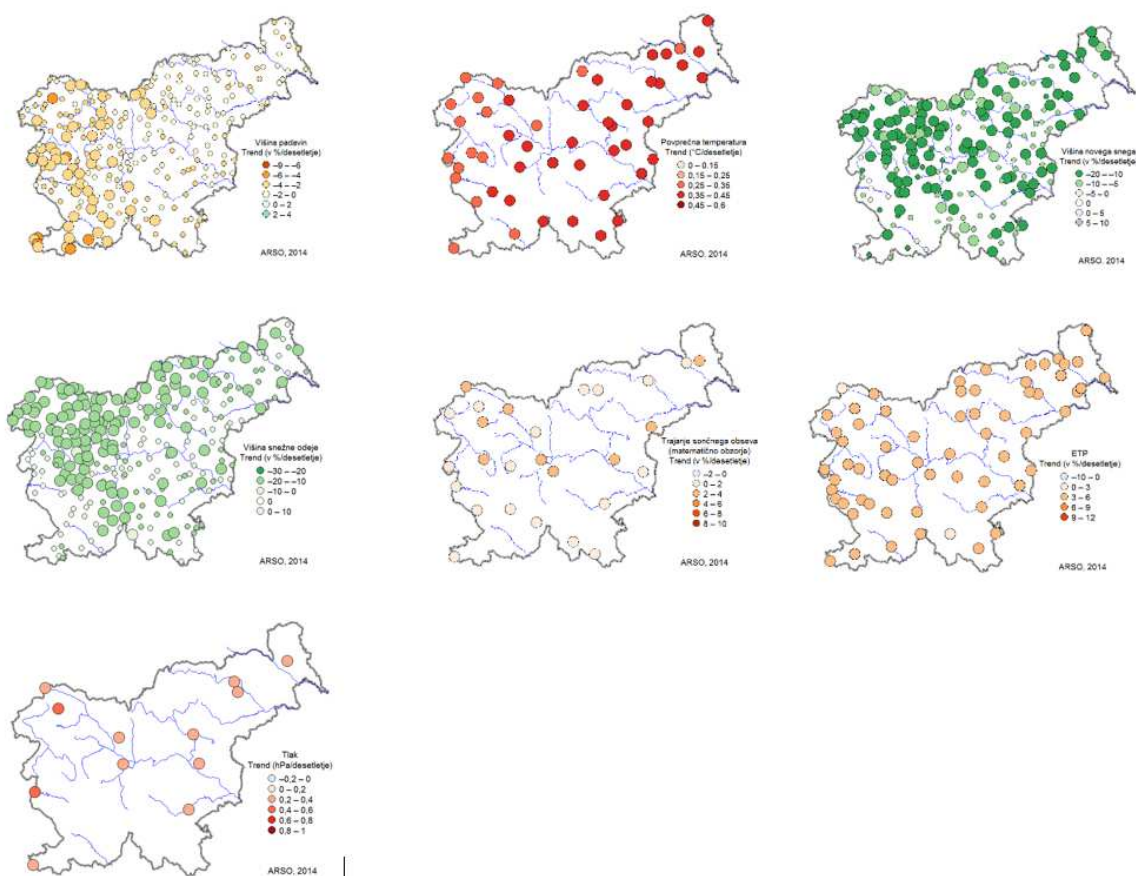 Višina padavin
Trend (v %/desetletje)
−8 – −6
−6 – −4
−4 – −2
−2 – 0
0 – 2
2 – 4
ARSO, 2014
Povprečna temperatura
Trend (°C/desetletje)
0 – 0,15
0,15 – 0,25
0,25 – 0,35
0,35 – 0,45
0,45 – 0,6
ARSO, 2014
Višina novega snega
Trend (v %/desetletje)
−20 – −10
−10 – −5
−5 – 0
0
0 – 5
5 – 10
ARSO, 2014
Višina snežne odeje
Trend (v %/desetletje)
−30 – −20
−20 – −10
−10 – 0
0
0 – 10
ARSO, 2014
Trajanje sončnega obseva
(matematično obzorje)
Trend (v %/desetletje)
−2 – 0
0 – 2
2 – 4
4 – 6
6 – 8
8 – 10
ARSO, 2014
ETP
Trend (v %/desetletje)
−10 – 0
0 – 3
3 – 6
6 – 9
9 – 12
ARSO, 2014
Tlak
Trend (hPa/desetletje)
−0,2 – 0
0 – 0,2
0,2 – 0,4
0,4 – 0,6
0,6 – 0,8
0,8 – 1
ARSO, 2014